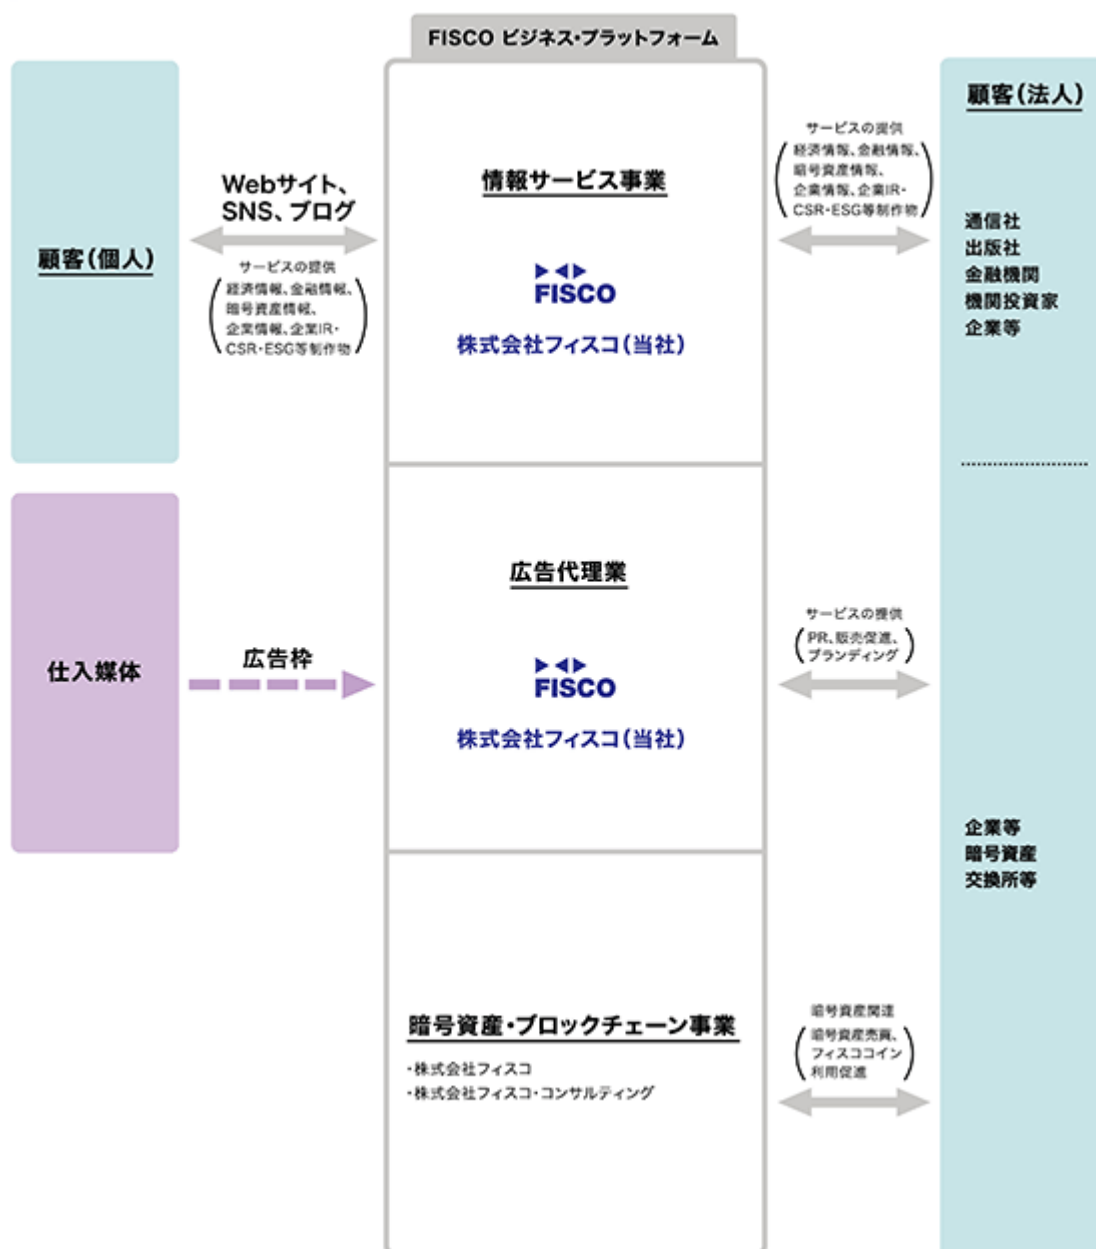 FISCO ビジネス・プラットフォーム
顧客(個人)
Webサイト、
SNS、ブログ
サービスの提供
経済情報、金融情報、
暗号資産情報、
企業情報、企業IR・
CSR・ESG等制作物
情報サービス事業
FISCO
株式会社フィスコ(当社)
サービスの提供
経済情報、金融情報、
暗号資産情報、
企業情報、企業IR・
CSR・ESG等制作物
顧客(法人)
通信社
出版社
金融機関
機関投資家
企業等
仕入媒体
広告枠
広告代理業
FISCO
株式会社フィスコ(当社)
サービスの提供
PR、販売促進、
ブランディング
企業等
暗号資産
交換所等
暗号資産・ブロックチェーン事業
・株式会社フィスコ
・株式会社フィスコ・コンサルティング
暗号資産関連
暗号資産売買、
フィスココイン
利用促進